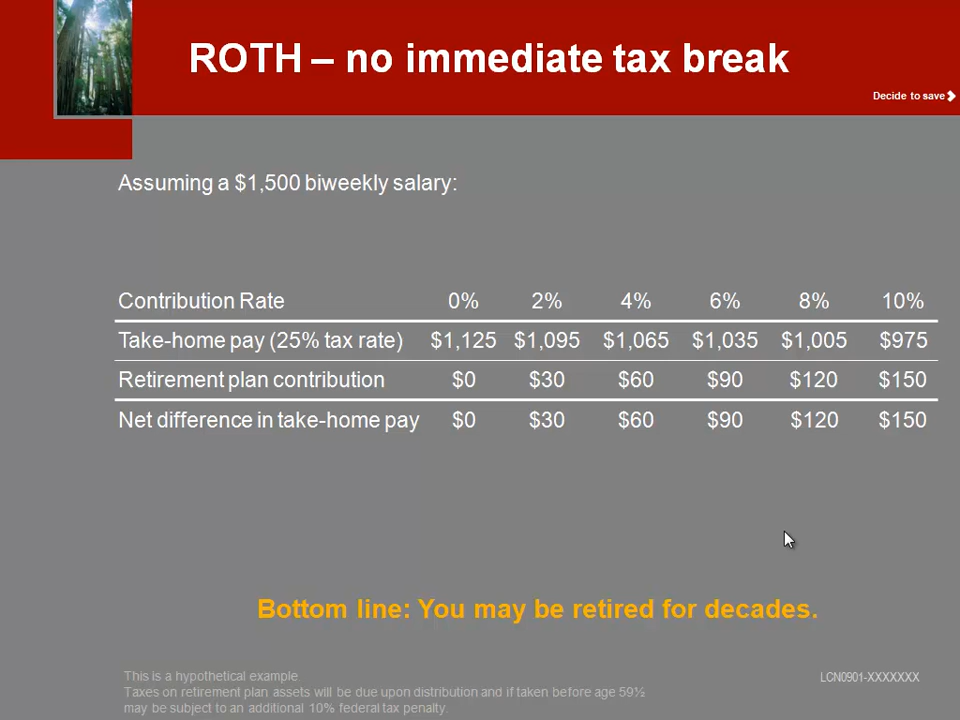 ROTH – no immediate tax break
Decide to save
Assuming a $1,500 biweekly salary:
Contribution Rate 0% 2% 4% 6% 8% 10%
Take-home pay (25% tax rate) $1,125 $1,095 $1,065 $1,035 $1,005 $975
Retirement plan contribution $0 $30 $60 $90 $120 $150
Net difference in take-home pay $0 $30 $60 $90 $120 $150
Bottom line: You may be retired for decades.
This is a hypothetical example
Taxes on retirement plan assets will be due upon distribution and if taken before age 59½
may be subject to an additional 10% federal tax penalty.
LCN0901-XXXXXXX